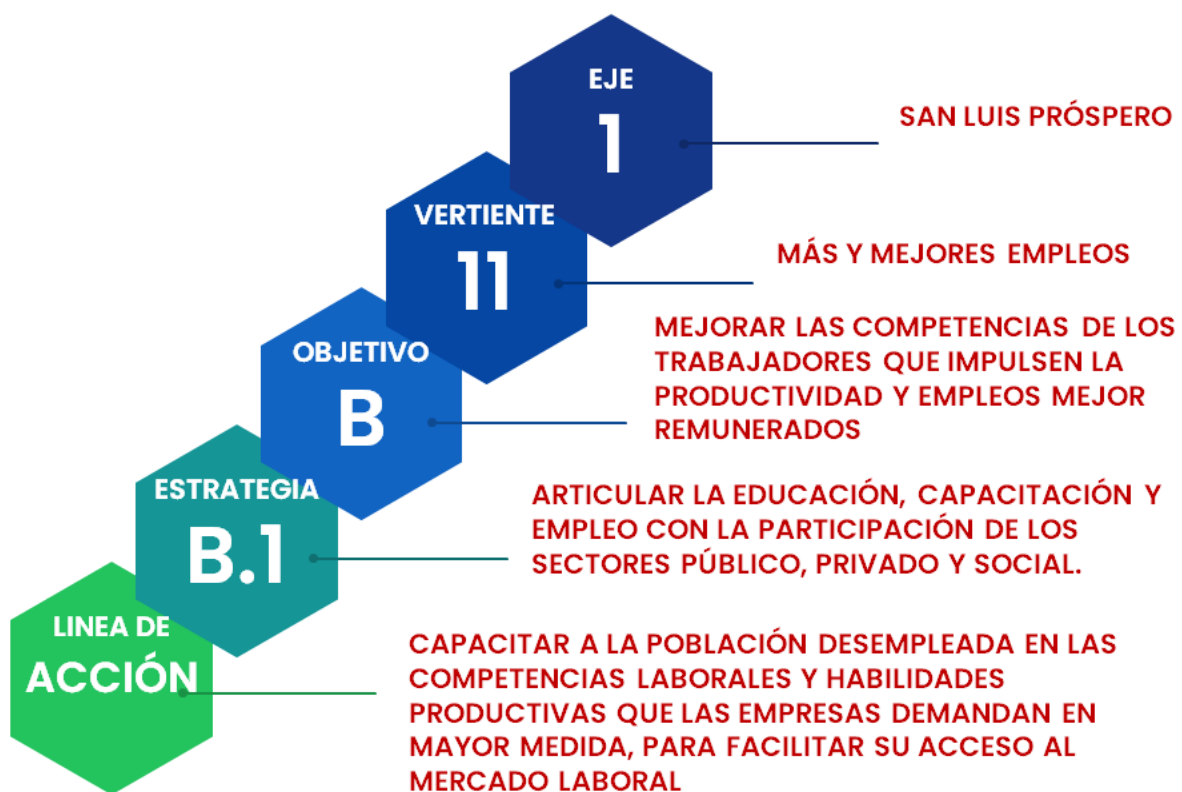 EJE
1
SAN LUIS PRÓSPERO
VERTIENTE
11
MÁS Y MEJORES EMPLEOS
OBJETIVO
B
MEJORAR LAS COMPETENCIAS DE LOS
TRABAJADORES QUE IMPULSEN LA
PRODUCTIVIDAD Y EMPLEOS MEJOR
REMUNERADOS
ESTRATEGIA
B.1
ARTICULAR LA EDUCACIÓN, CAPACITACIÓN Y
EMPLEO CON LA PARTICIPACIÓN DE LOS
SECTORES PÚBLICO, PRIVADO Y SOCIAL.
LINEA DE
ACCIÓN
CAPACITAR A LA POBLACIÓN DESEMPLEADA EN LAS
COMPETENCIAS LABORALES Y HABILIDADES
PRODUCTIVAS QUE LAS EMPRESAS DEMANDAN EN
MAYOR MEDIDA, PARA FACILITAR SU ACCESO AL
MERCADO LABORAL